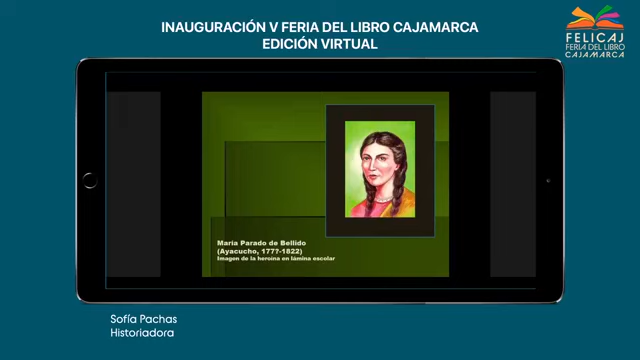 INAUGURACIÓN V FERIA DEL LIBRO CAJAMARCA
EDICIÓN VIRTUAL
FELICAJ
FERIA DEL LIBRO
CAJAMARCA
María Parado de Bellido
(Ayacucho, 177?-1822)
Imagen de la heroína en lámina escolar
Sofía Pachas
Historiadora